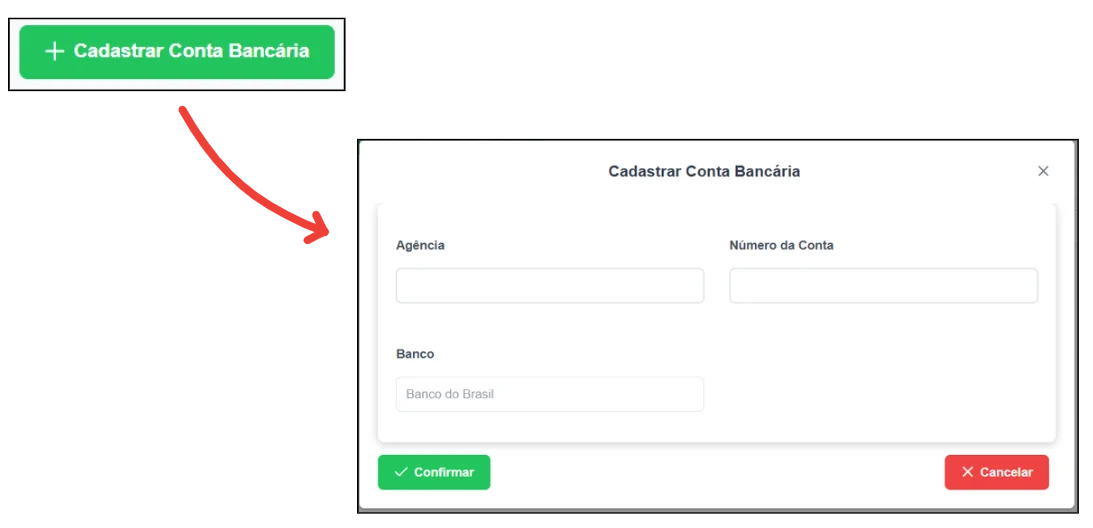 Cadastrar Conta Bancária
Cadastrar Conta Bancária
Agência
Número da Conta
Banco
Banco do Brasil
Confirmar
Cancelar